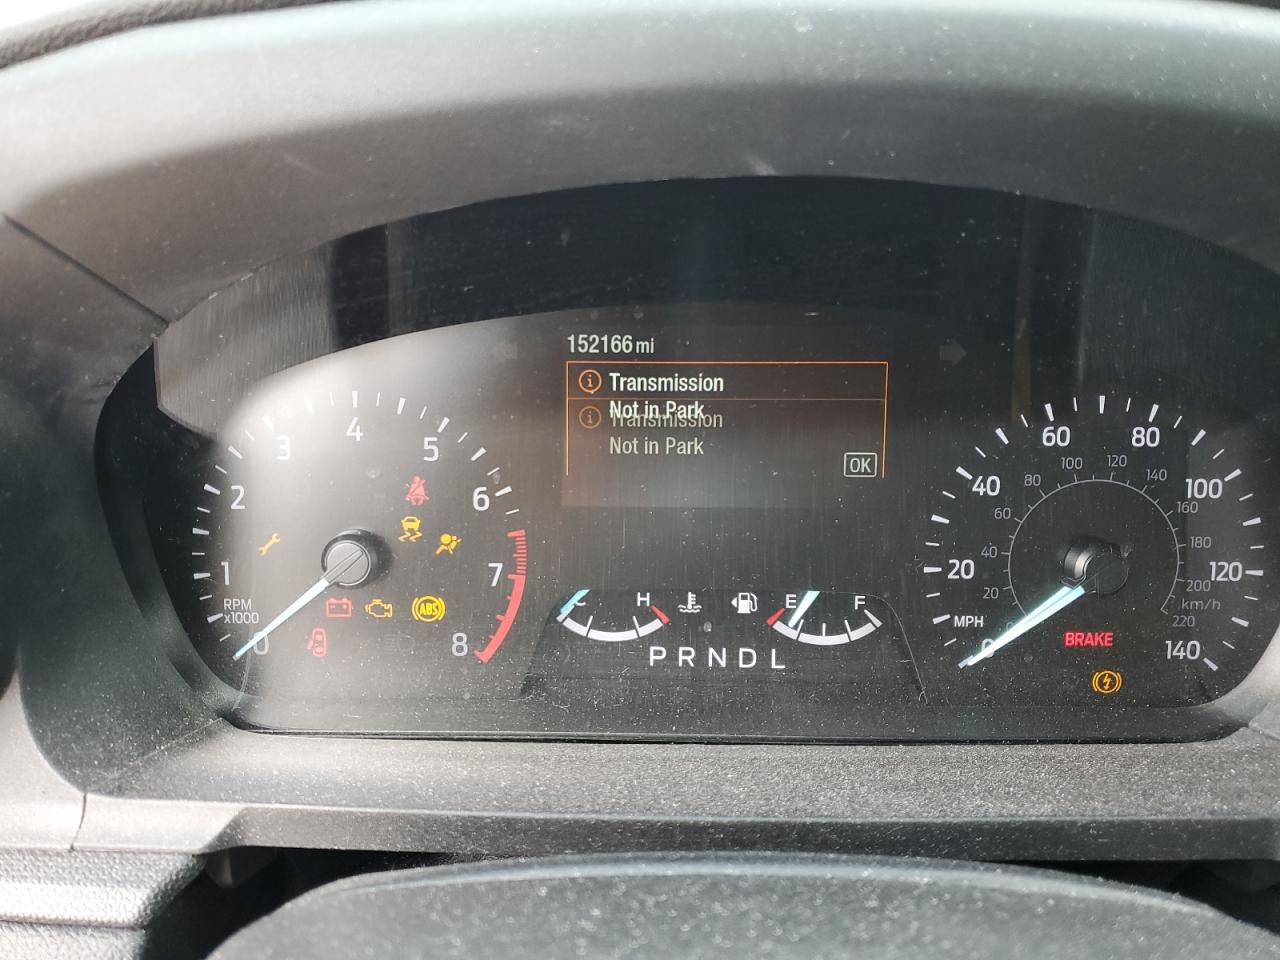 152166 mi
Transmission
Not in Park
Transmission
Not in Park
OK
0
1
2
3
4
5
6
7
8
RPM
x1000
ABS
C
H
E
F
P R N D L
MPH
0
20
40
60
80
100
120
140
0
20
40
60
80
100
120
140
160
180
200
220
km/h
BRAKE